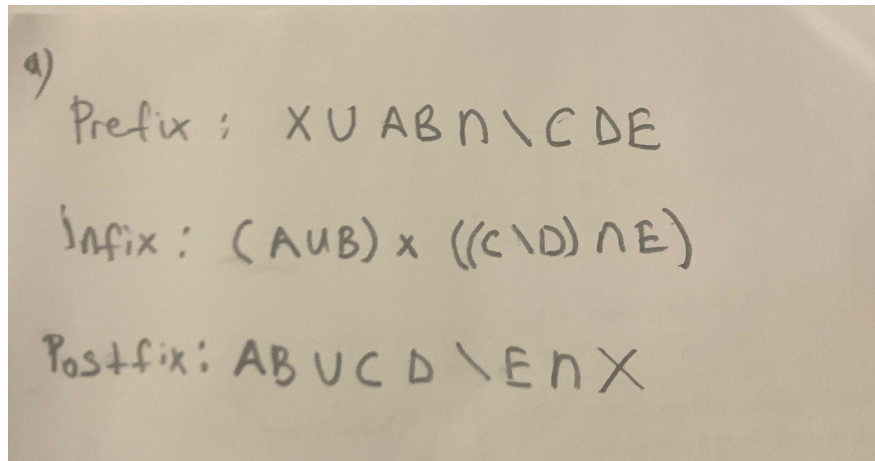 a)
Prefix : X U A B ∩ \ C D E
Infix : (A U B) x ((C \ D) ∩ E)
Postfix : A B U C D \ E ∩ X